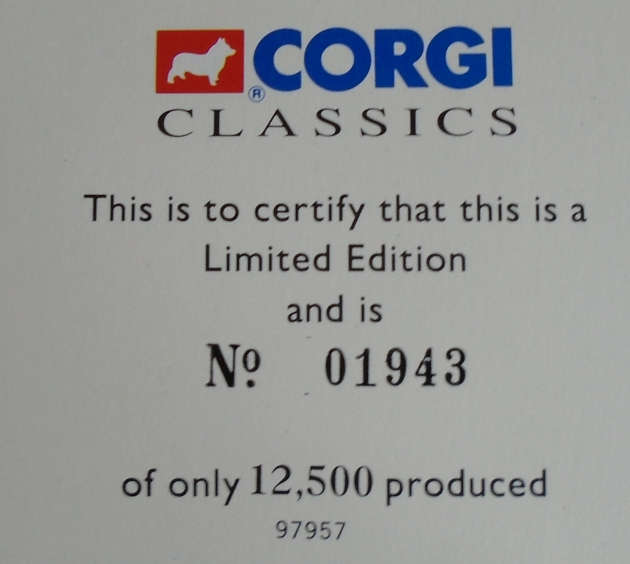 CORGI
®
CLASSICS
This is to certify that this is a
Limited Edition
and is
Nº. 01943
of only 12,500 produced
97957